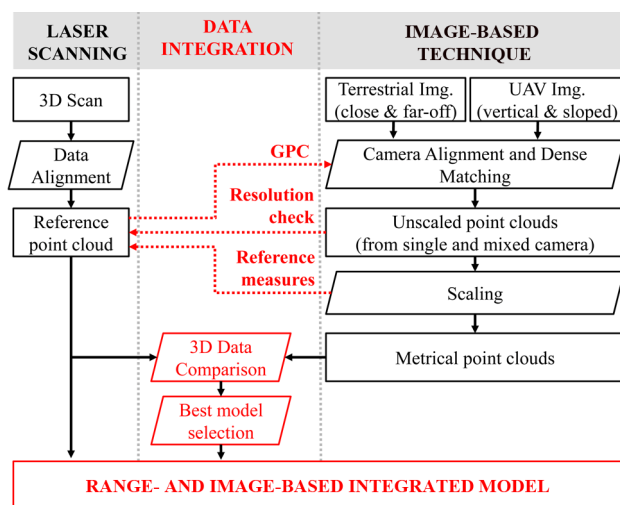 LASER
SCANNING
DATA
INTEGRATION
IMAGE-BASED
TECHNIQUE
3D Scan
Terrestrial Img.
(close & far-off)
UAV Img.
(vertical & sloped)
Data
Alignment
GPC
Camera Alignment and Dense
Matching
Reference
point cloud
Resolution
check
Unscaled point clouds
(from single and mixed camera)
Reference
measures
Scaling
3D Data
Comparison
Metrical point clouds
Best model
selection
RANGE- AND IMAGE-BASED INTEGRATED MODEL